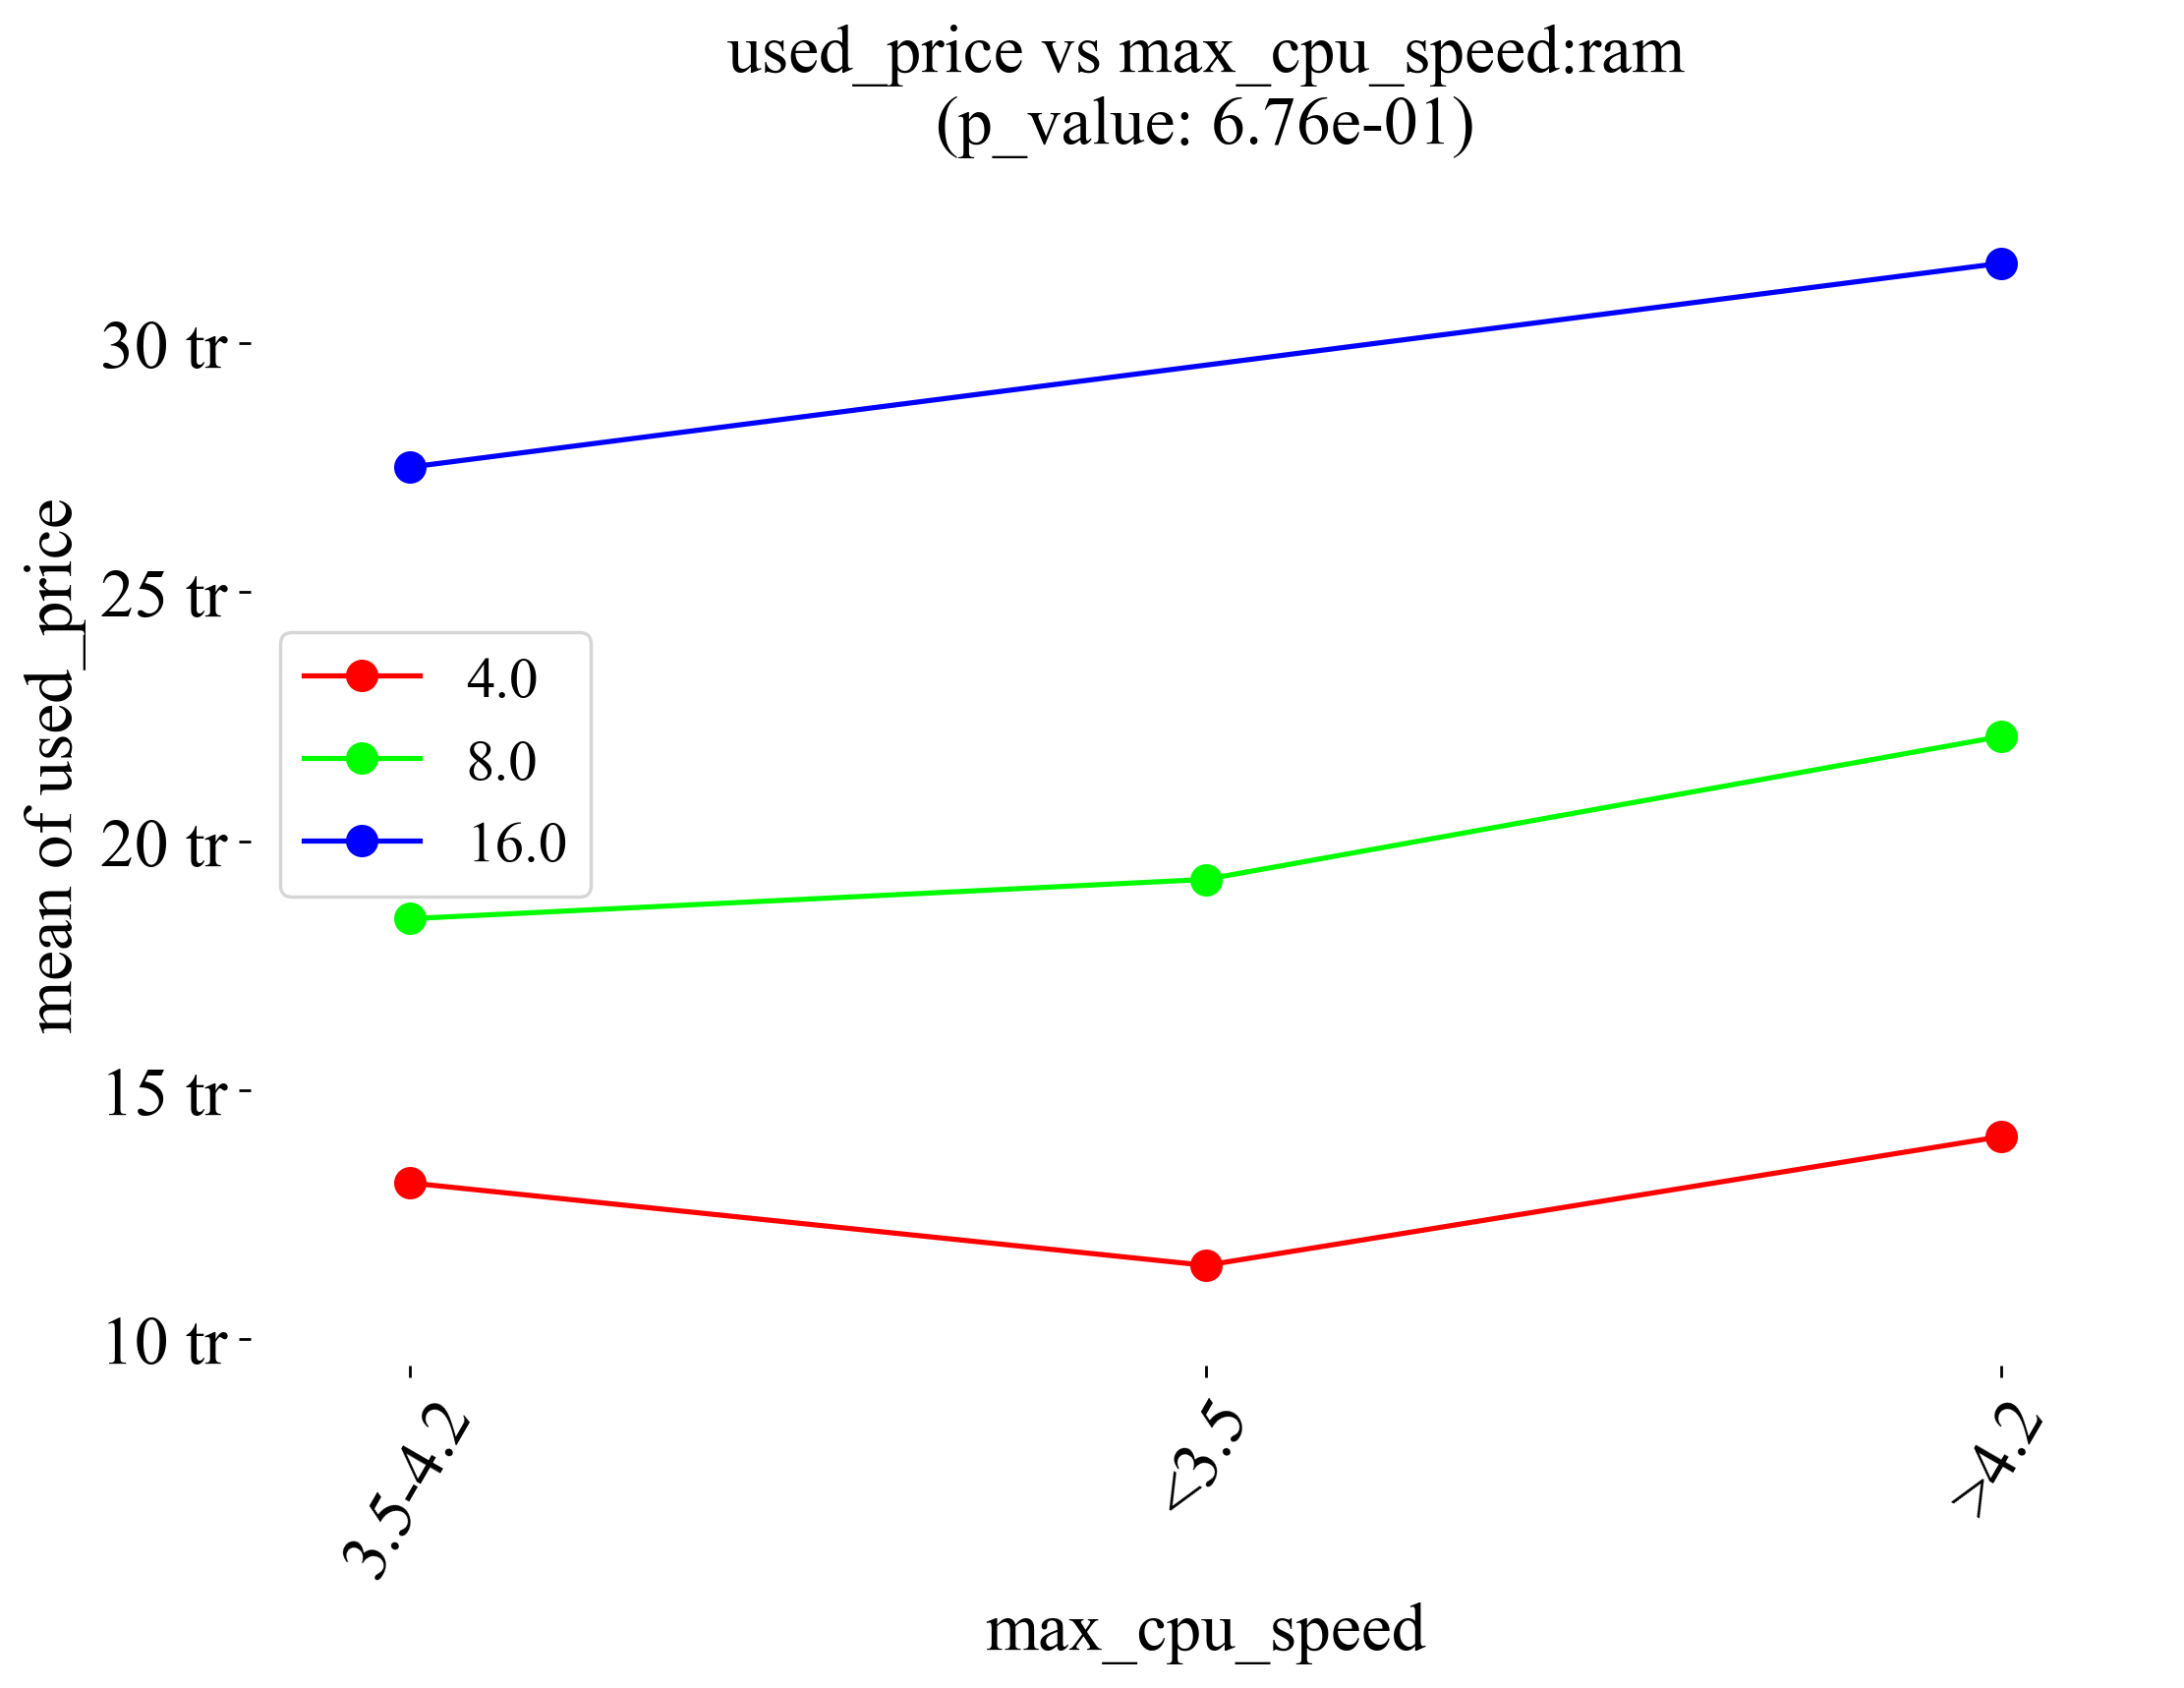 used_price vs max_cpu_speed:ram
(p_value: 6.76e-01)
mean of used_price
30 tr
25 tr
20 tr
15 tr
10 tr
4.0
8.0
16.0
3.5-4.2
<3.5
>4.2
max_cpu_speed